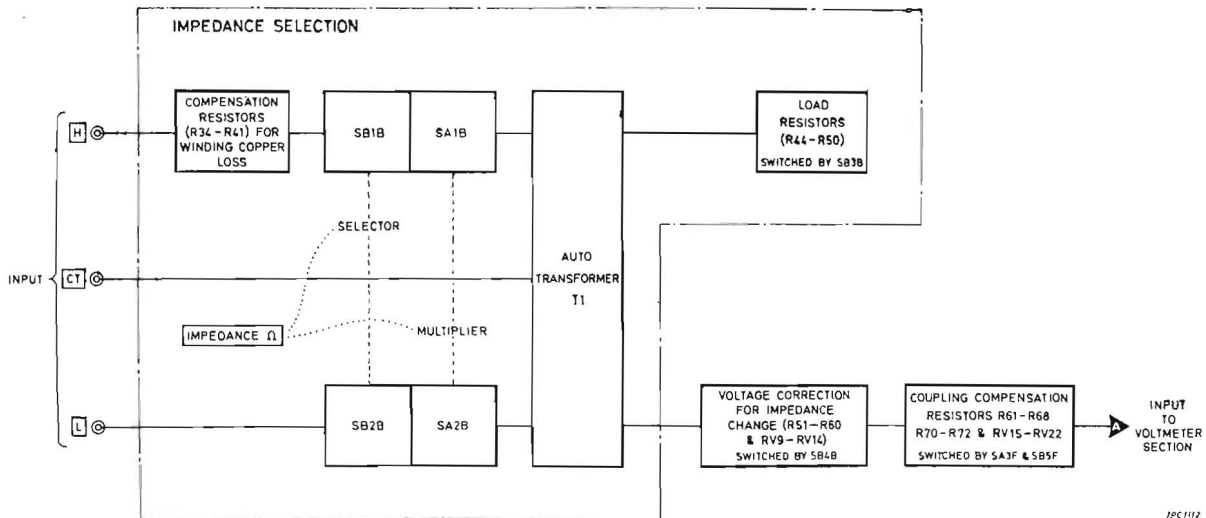 IMPEDANCE SELECTION
COMPENSATION
RESISTORS
(R34-R41) FOR
WINDING COPPER
LOSS
SB1B
SA1B
LOAD
RESISTORS
(R44-R50)
SWITCHED BY SB3B
H
SELECTOR
AUTO
TRANSFORMER
T1
INPUT
CT
IMPEDANCE Ω
MULTIPLIER
SB2B
SA2B
L
VOLTAGE CORRECTION
FOR IMPEDANCE
CHANGE (R51-R60
& RV9-RV14)
SWITCHED BY SB4B
COUPLING COMPENSATION
RESISTORS R61-R68
R70-R72 & RV15-RV22
SWITCHED BY SA3F & SB5F
A
INPUT
TO
VOLTMETER
SECTION